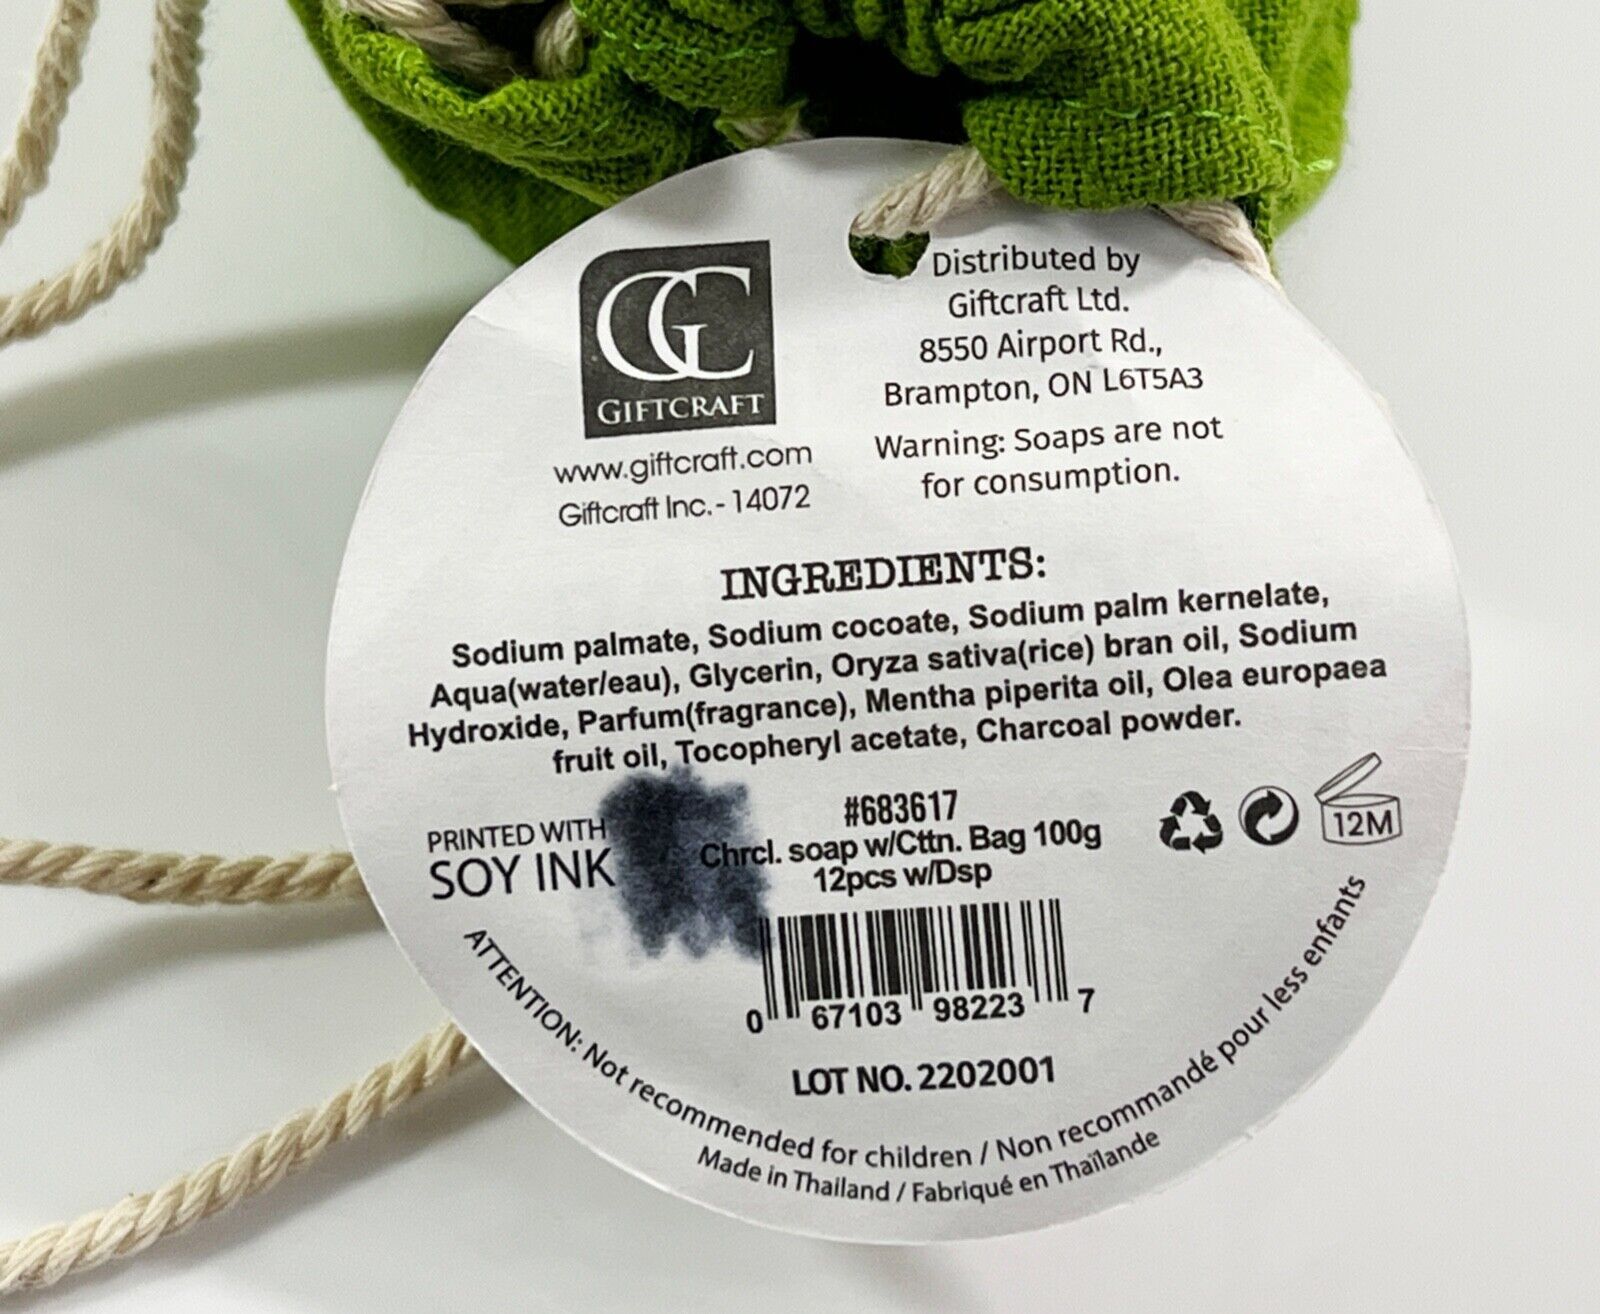 GC
GIFTCRAFT
www.giftcraft.com
Giftcraft Inc. - 14072
Distributed by
Giftcraft Ltd.
8550 Airport Rd.,
Brampton, ON L6T5A3
Warning: Soaps are not
for consumption.
INGREDIENTS:
Sodium palmate, Sodium cocoate, Sodium palm kernelate,
Aqua(water/eau), Glycerin, Oryza sativa(rice) bran oil, Sodium
Hydroxide, Parfum(fragrance), Mentha piperita oil, Olea europaea
fruit oil, Tocopheryl acetate, Charcoal powder.
PRINTED WITH
SOY INK
#683617
Chrcl. soap w/Cttn. Bag 100g
12pcs w/Dsp
12M
0 67103 98223 7
LOT NO. 2202001
ATTENTION: Not recommended for children / Non recommandé pour less enfants
Made in Thailand / Fabriqué en Thaïlande